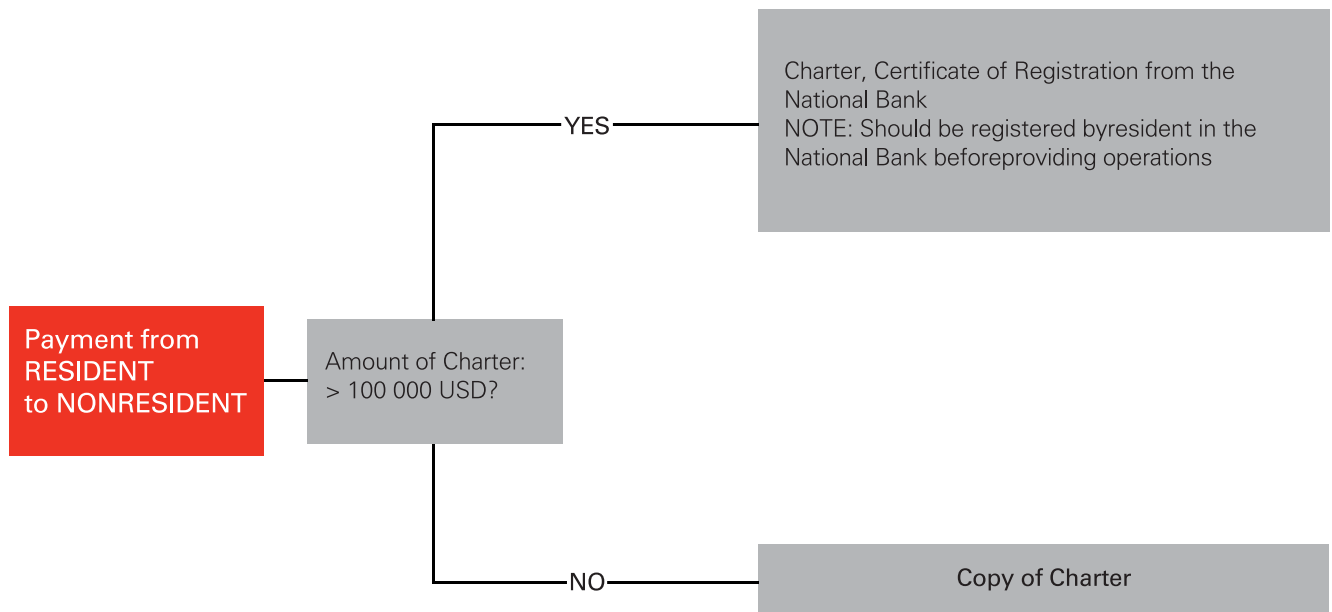 Charter, Certificate of Registration from the
National Bank
NOTE: Should be registered byresident in the
National Bank beforeproviding operations
YES
Payment from
RESIDENT
to NONRESIDENT
Amount of Charter:
> 100 000 USD?
NO
Copy of Charter